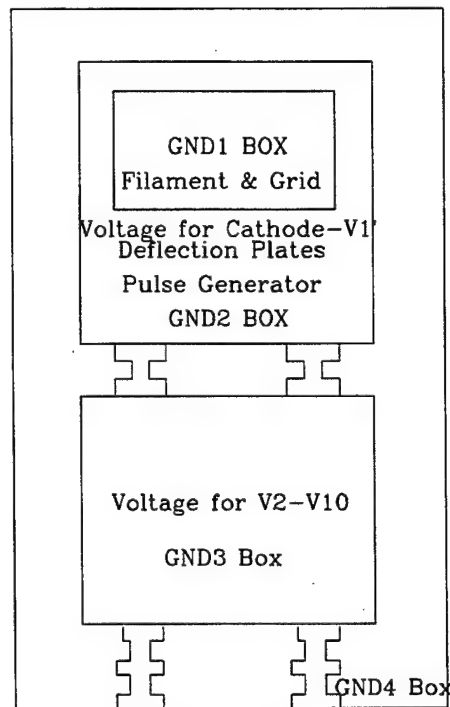 GND1 BOX
Filament & Grid
Voltage for Cathode-V1'
Deflection Plates
Pulse Generator
GND2 BOX
Voltage for V2-V10
GND3 Box
GND4 Box